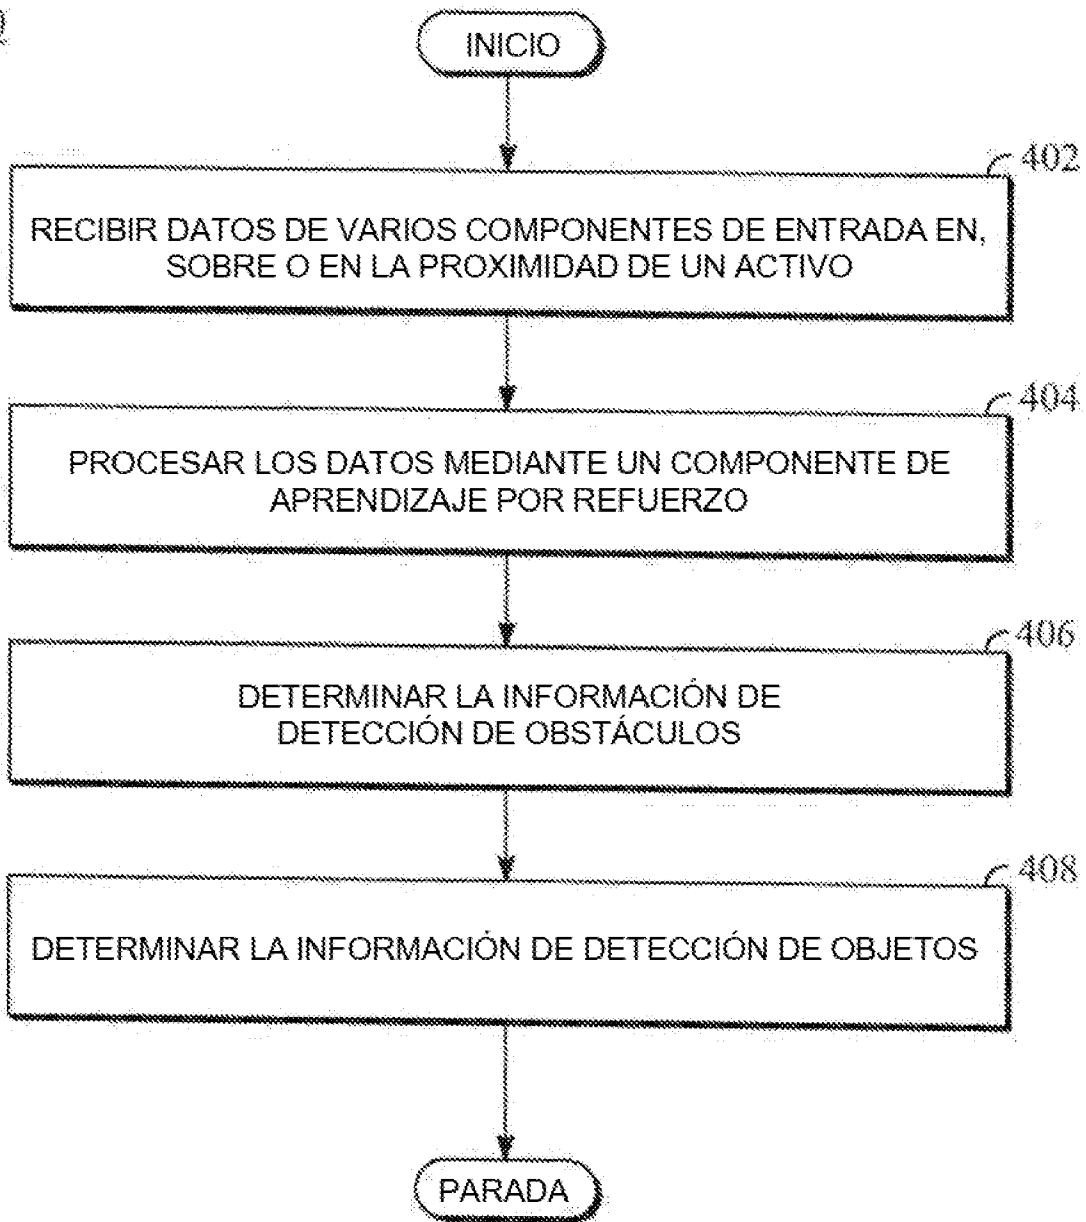 INICIO
402
RECIBIR DATOS DE VARIOS COMPONENTES DE ENTRADA EN,
SOBRE O EN LA PROXIMIDAD DE UN ACTIVO
404
PROCESAR LOS DATOS MEDIANTE UN COMPONENTE DE
APRENDIZAJE POR REFUERZO
406
DETERMINAR LA INFORMACIÓN DE
DETECCIÓN DE OBSTÁCULOS
408
DETERMINAR LA INFORMACIÓN DE DETECCIÓN DE OBJETOS
PARADA